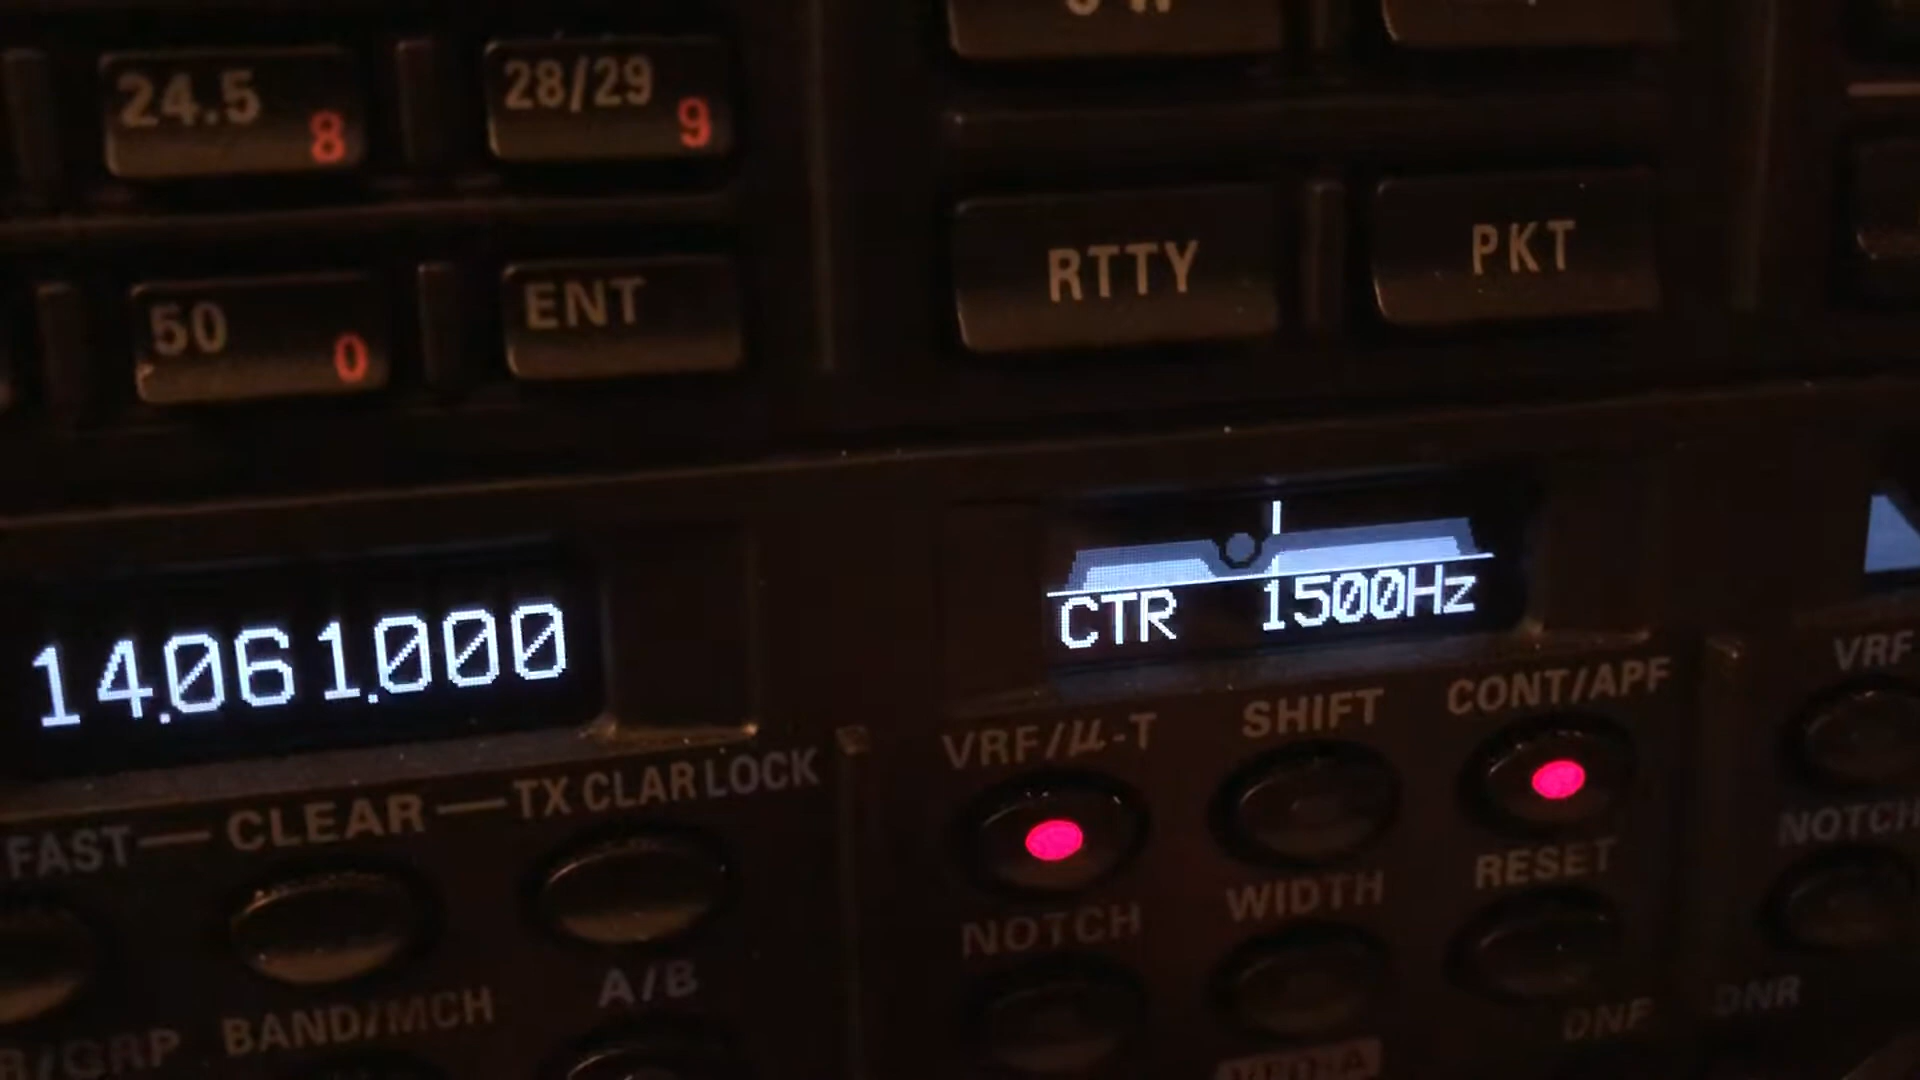 24.5 8
28/29 9
50 0
ENT
RTTY
PKT
14.061.000
CTR 1500Hz
FAST — CLEAR — TX CLAR LOCK
VRF/μ-T
SHIFT
CONT/APF
VRF
NOTCH
WIDTH
RESET
NOTCH
BAND/MCH
A/B
DNF
DNR